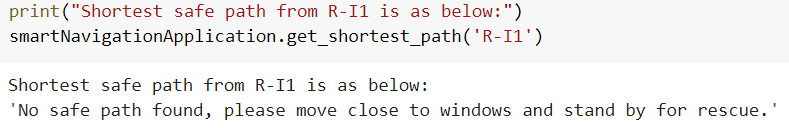 print("Shortest safe path from R-I1 is as below:")
smartNavigationApplication.get_shortest_path('R-I1')
Shortest safe path from R-I1 is as below:
'No safe path found, please move close to windows and stand by for rescue.'